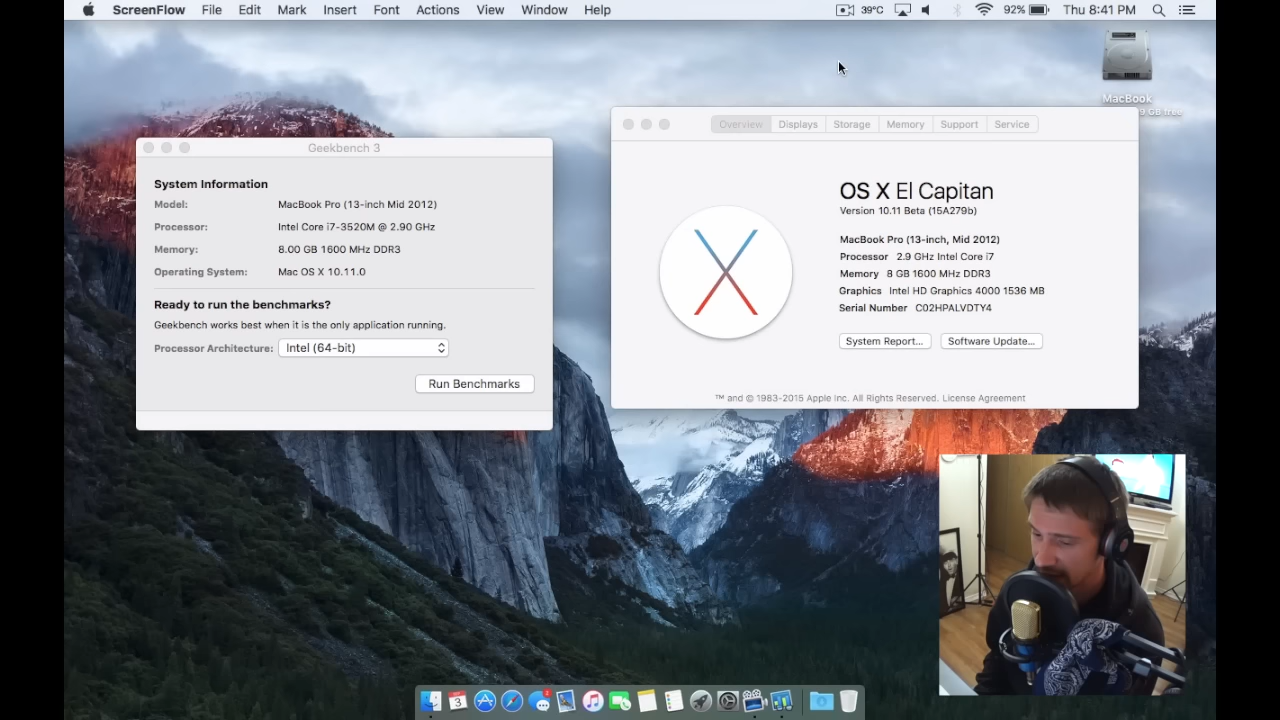 ScreenFlow File Edit Mark Insert Font Actions View Window Help 39°C 92% Thu 8:41 PM
MacBook
9 GB free
Geekbench 3
System Information
Model: MacBook Pro (13-inch Mid 2012)
Processor: Intel Core i7-3520M @ 2.90 GHz
Memory: 8.00 GB 1600 MHz DDR3
Operating System: Mac OS X 10.11.0
Ready to run the benchmarks?
Geekbench works best when it is the only application running.
Processor Architecture: Intel (64-bit)
Run Benchmarks
Overview Displays Storage Memory Support Service
OS X El Capitan
Version 10.11 Beta (15A279b)
MacBook Pro (13-inch, Mid 2012)
Processor 2.9 GHz Intel Core i7
Memory 8 GB 1600 MHz DDR3
Graphics Intel HD Graphics 4000 1536 MB
Serial Number C02HPALVDTY4
System Report... Software Update...
™ and © 1983-2015 Apple Inc. All Rights Reserved. License Agreement
3
2